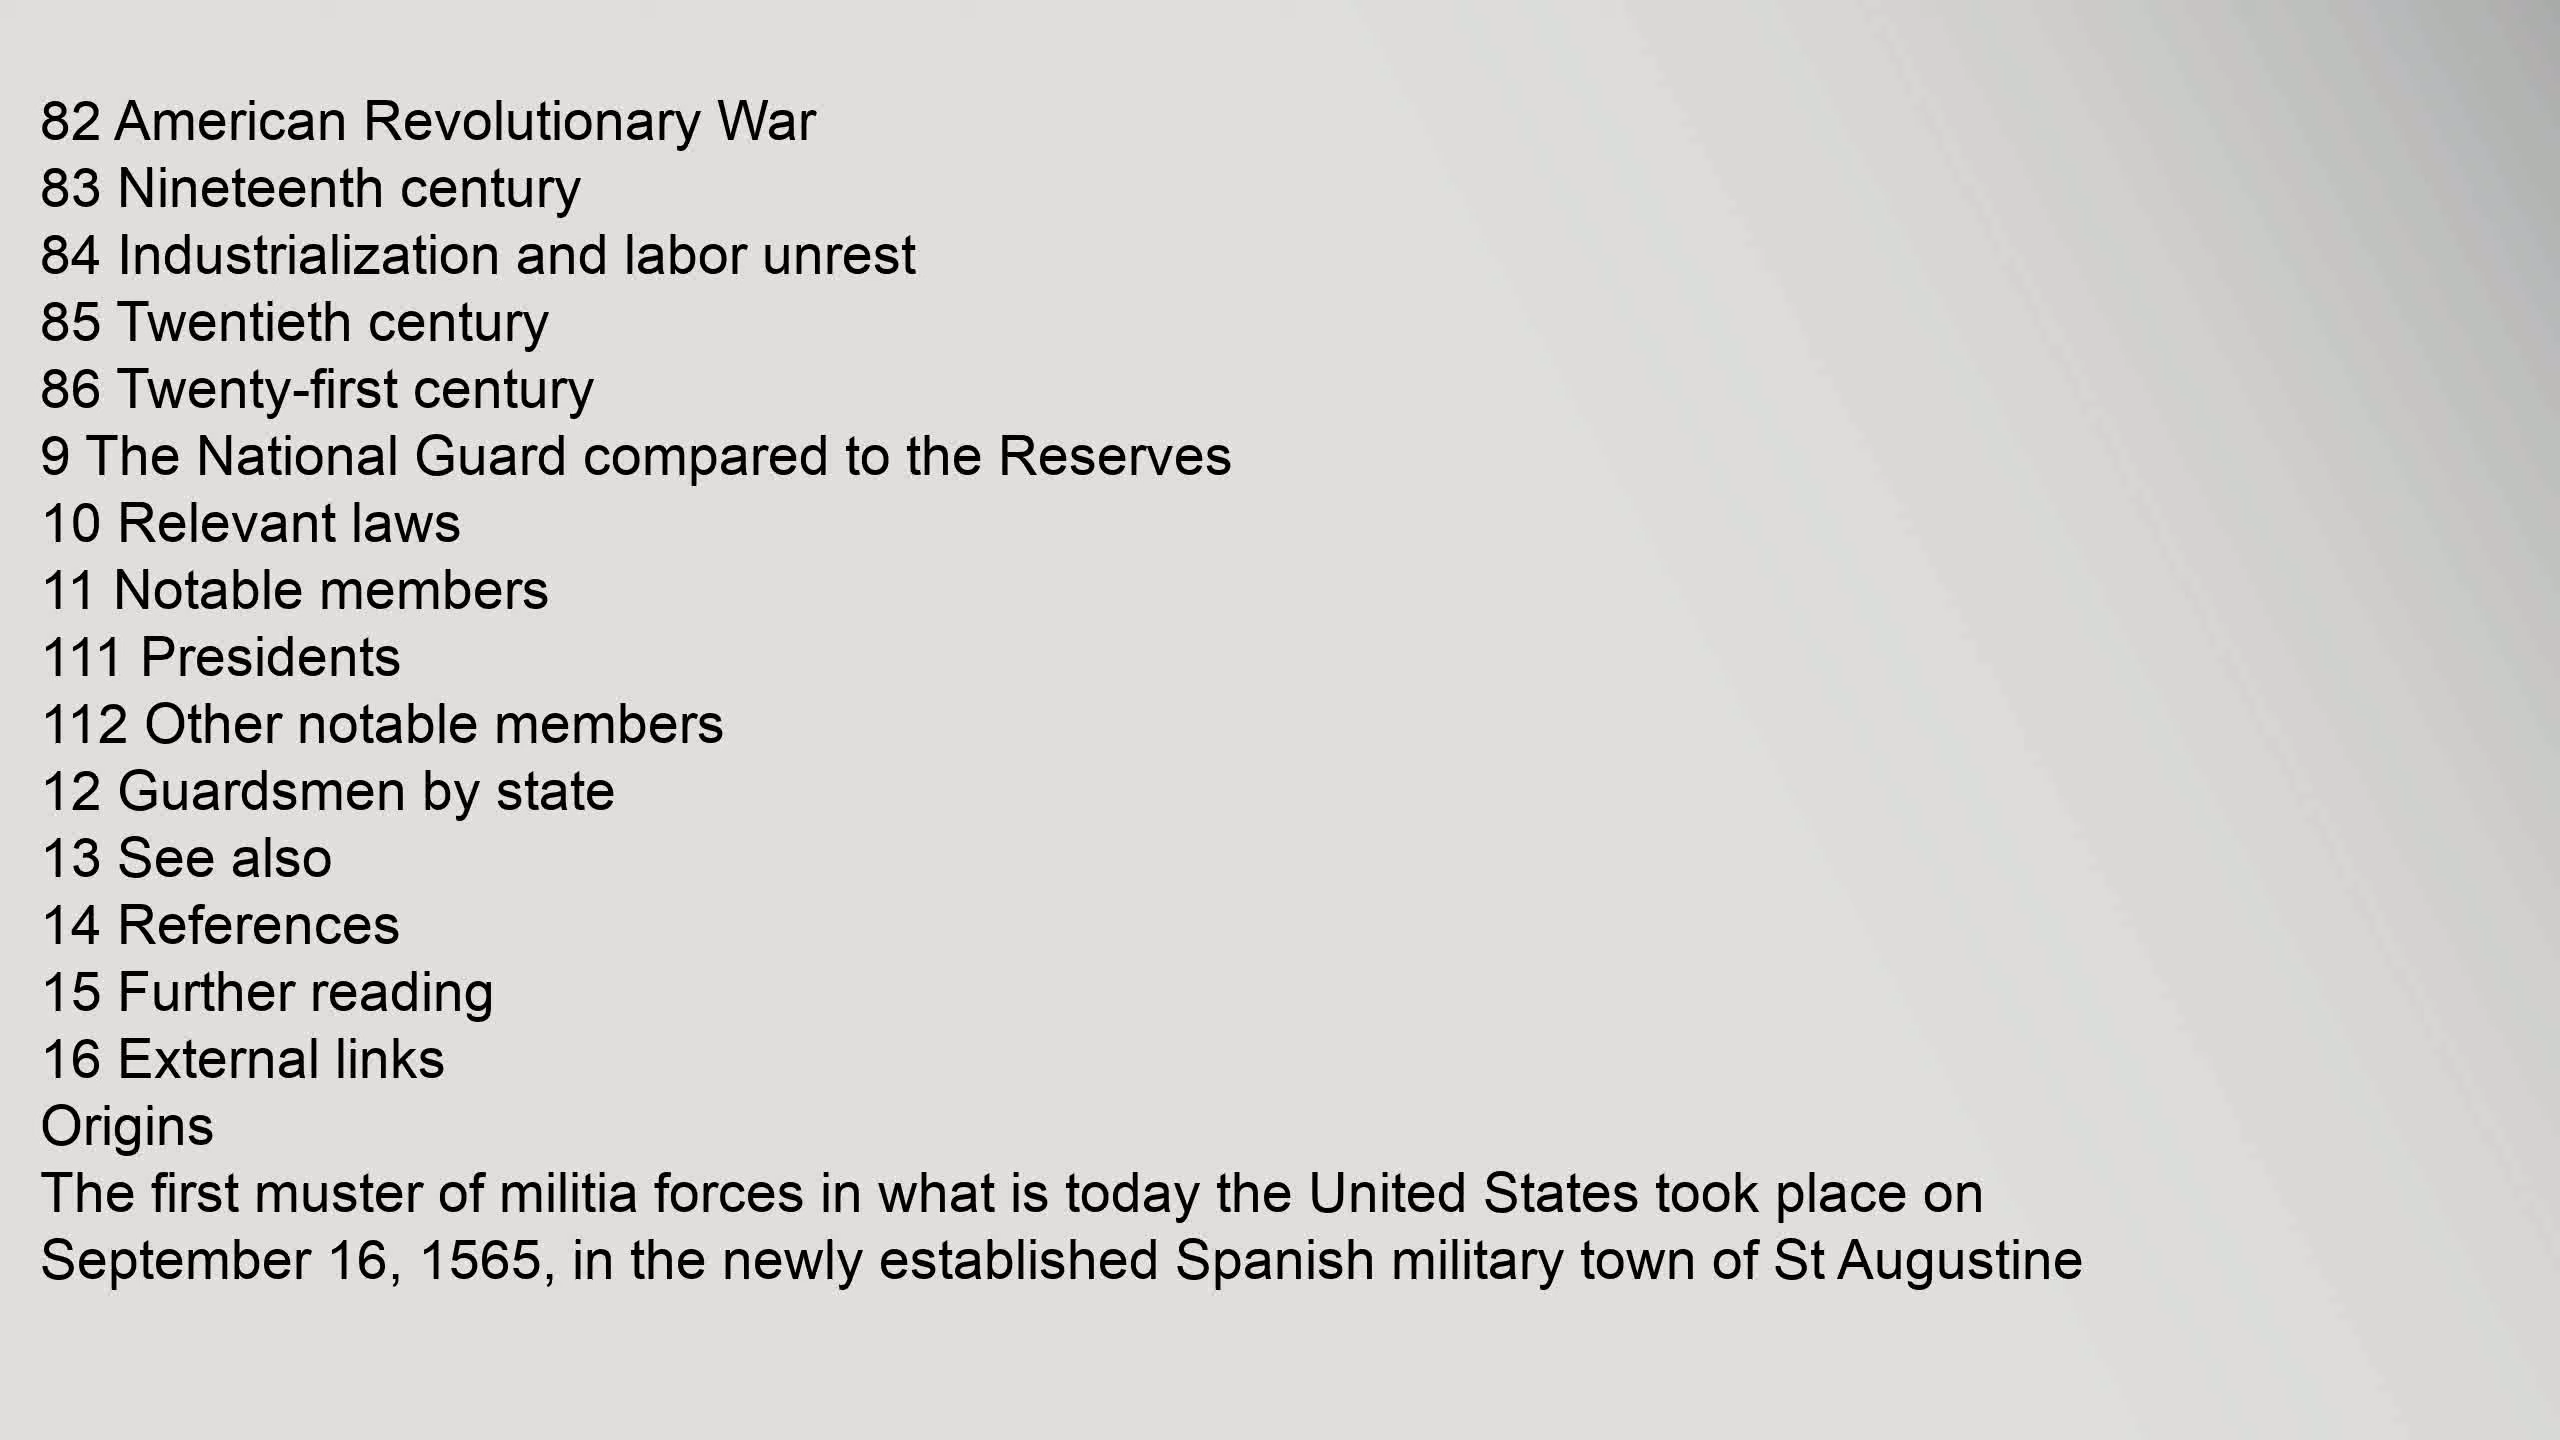 82 American Revolutionary War
83 Nineteenth century
84 Industrialization and labor unrest
85 Twentieth century
86 Twenty-first century
9 The National Guard compared to the Reserves
10 Relevant laws
11 Notable members
111 Presidents
112 Other notable members
12 Guardsmen by state
13 See also
14 References
15 Further reading
16 External links
Origins
The first muster of militia forces in what is today the United States took place on
September 16, 1565, in the newly established Spanish military town of St Augustine